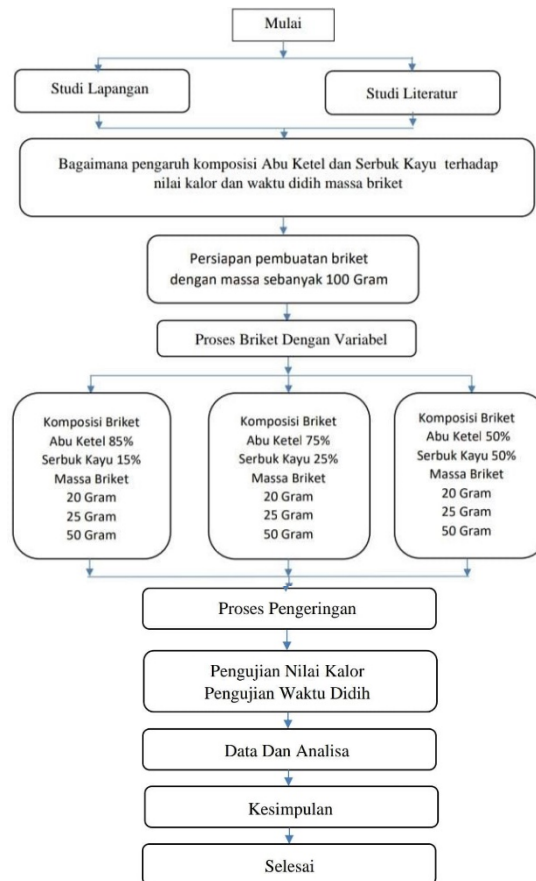 Mulai
Studi Lapangan
Studi Literatur
Bagaimana pengaruh komposisi Abu Ketel dan Serbuk Kayu terhadap
nilai kalor dan waktu didih massa briket
Persiapan pembuatan briket
dengan massa sebanyak 100 Gram
Proses Briket Dengan Variabel
Komposisi Briket
Abu Ketel 85%
Serbuk Kayu 15%
Massa Briket
20 Gram
25 Gram
50 Gram
Komposisi Briket
Abu Ketel 75%
Serbuk Kayu 25%
Massa Briket
20 Gram
25 Gram
50 Gram
Komposisi Briket
Abu Ketel 50%
Serbuk Kayu 50%
Massa Briket
20 Gram
25 Gram
50 Gram
Proses Pengeringan
Pengujian Nilai Kalor
Pengujian Waktu Didih
Data Dan Analisa
Kesimpulan
Selesai